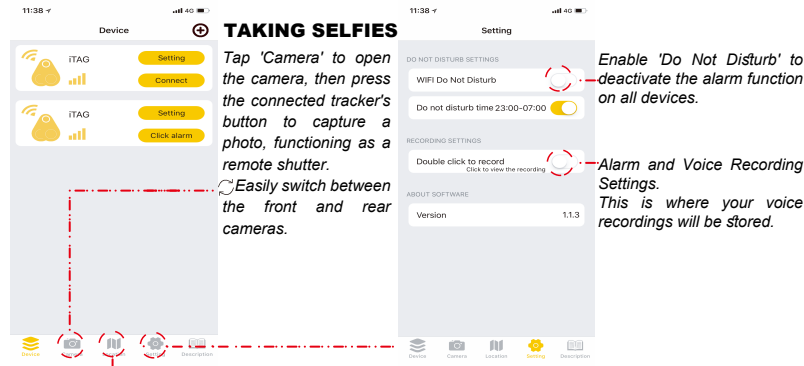 11:38
4G
Device
iTAG
Setting
Connect
iTAG
Setting
Click alarm
Device
Camera
Location
Setting
Description
TAKING SELFIES
Tap 'Camera' to open
the camera, then press
the connected tracker's
button to capture a
photo, functioning as a
remote shutter.
Easily switch between
the front and rear
cameras.
11:38
4G
Setting
DO NOT DISTURB SETTINGS
WIFI Do Not Disturb
Do not disturb time 23:00-07:00
RECORDING SETTINGS
Double click to record
Click to view the recording
ABOUT SOFTWARE
Version 1.1.3
Device
Camera
Location
Setting
Description
Enable 'Do Not Disturb' to
deactivate the alarm function
on all devices.
Alarm and Voice Recording
Settings.
This is where your voice
recordings will be stored.